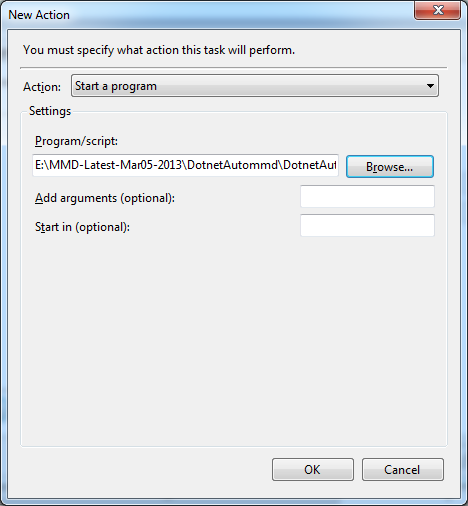 New Action
You must specify what action this task will perform.
Action: Start a program
Settings
Program/script:
E:\MMD-Latest-Mar05-2013\DotnetAutommd\DotnetAut Browse...
Add arguments (optional):
Start in (optional):
OK Cancel